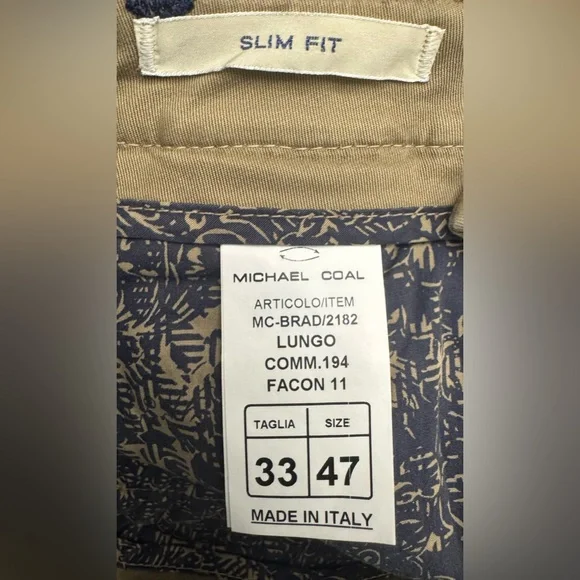 SLIM FIT
MICHAEL COAL
ARTICOLO/ITEM
MC-BRAD/2182
LUNGO
COMM.194
FACON 11
TAGLIA SIZE
33 47
MADE IN ITALY